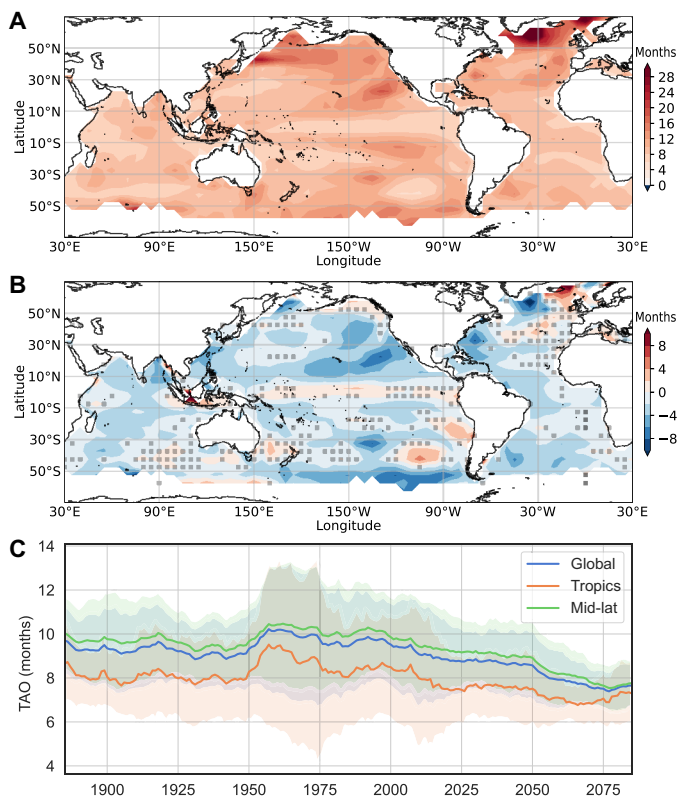 A
50°N
30°N
10°N
10°S
30°S
50°S
Latitude
30°E 90°E 150°E 150°W 90°W 30°W 30°E
Longitude
Months
28
24
20
16
12
8
4
0
B
50°N
30°N
10°N
10°S
30°S
50°S
Latitude
30°E 90°E 150°E 150°W 90°W 30°W 30°E
Longitude
Months
8
4
0
−4
−8
C
14
12
10
8
6
4
TAO (months)
Global
Tropics
Mid-lat
1900 1925 1950 1975 2000 2025 2050 2075